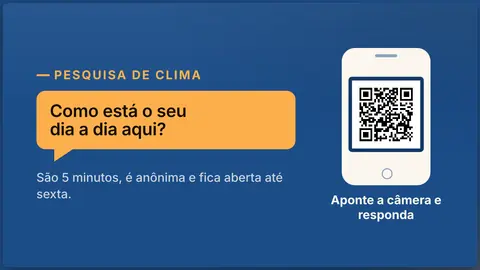 PESQUISA DE CLIMA
Como está o seu
dia a dia aqui?
São 5 minutos, é anônima e fica aberta até
sexta.
Aponte a câmera e
responda